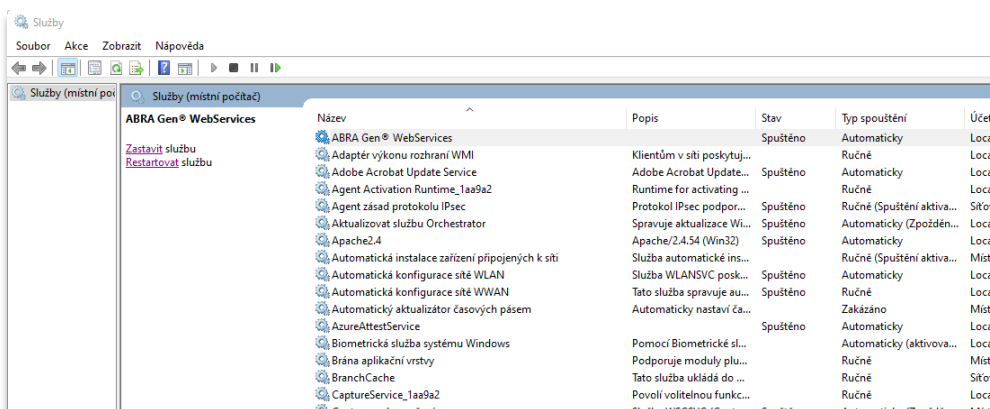 Služby
Soubor Akce Zobrazit Nápověda
Služby (místní poč
Služby (místní počítač)
ABRA Gen® WebServices
Zastavit službu
Restartovat službu
Název Popis Stav Typ spouštění Účet
ABRA Gen® WebServices Spuštěno Automaticky Loca
Adaptér výkonu rozhraní WMI Klientům v síti poskytuj... Ručně Loca
Adobe Acrobat Update Service Adobe Acrobat Update... Spuštěno Automaticky Loca
Agent Activation Runtime_1aa9a2 Runtime for activating ... Ručně Loca
Agent zásad protokolu IPsec Protokol IPsec podpor... Spuštěno Ručně (Spuštění aktiva... Síťo
Aktualizovat službu Orchestrator Spravuje aktualizace Wi... Spuštěno Automaticky (Zpožděn... Loca
Apache2.4 Apache/2.4.54 (Win32) Spuštěno Automaticky Loca
Automatická instalace zařízení připojených k síti Služba automatické ins... Ručně (Spuštění aktiva... Míst
Automatická konfigurace sítě WLAN Služba WLANSVC posk... Spuštěno Automaticky Loca
Automatická konfigurace sítě WWAN Tato služba spravuje au... Spuštěno Ručně Loca
Automatický aktualizátor časových pásem Automaticky nastaví ča... Zakázáno Míst
AzureAttestService Spuštěno Automaticky Loca
Biometrická služba systému Windows Pomocí Biometrické sl... Automaticky (aktivova... Loca
Brána aplikační vrstvy Podporuje moduly plu... Ručně Míst
BranchCache Tato služba ukládá do ... Ručně Síťo
CaptureService_1aa9a2 Povolí volitelnou funkc... Ručně Loca